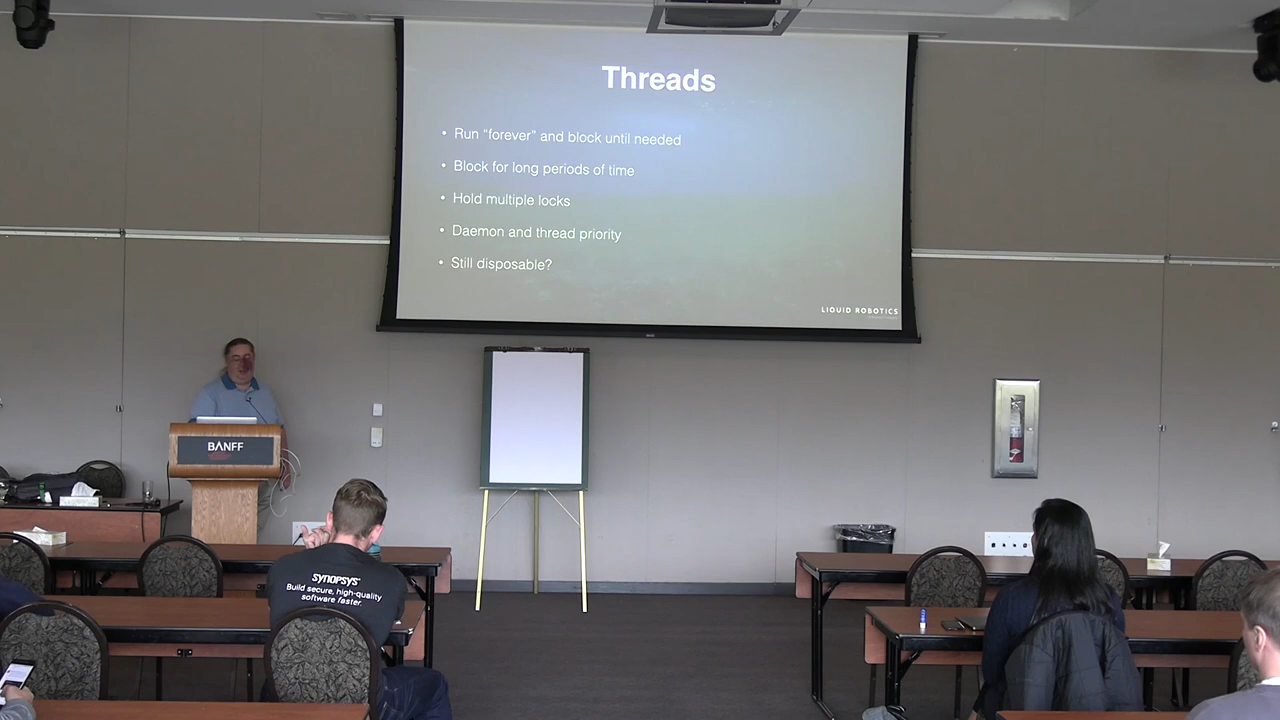 Threads
• Run “forever” and block until needed
• Block for long periods of time
• Hold multiple locks
• Daemon and thread priority
• Still disposable?
LIQUID ROBOTICS
BANFF
SYNOPSYS®
Build secure, high-quality
software faster.